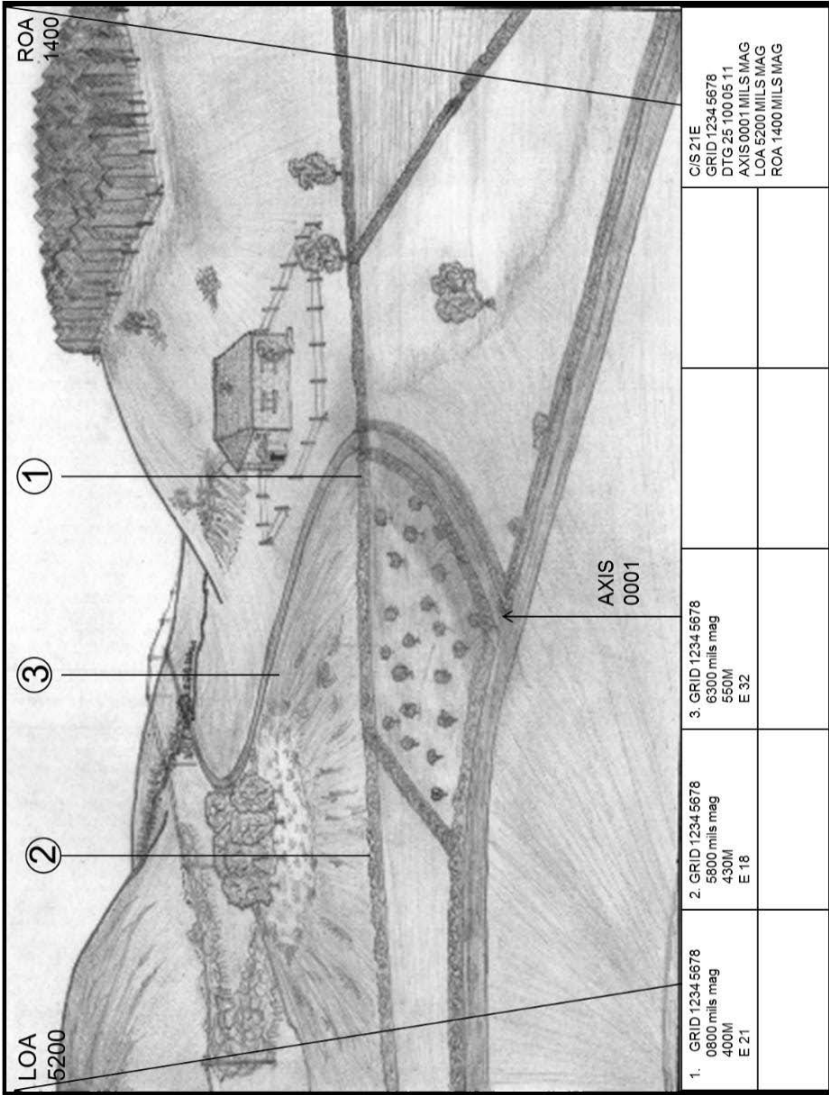 LOA
5200
2
3
1
ROA
1400
AXIS
0001
1. GRID 1234 5678
0800 mils mag
400M
E 21
2. GRID 1234 5678
5800 mils mag
430M
E 18
3. GRID 1234 5678
6300 mils mag
550M
E 32
C/S 21E
GRID 1234 5678
DTG 25 100 05 11
AXIS 0001 MILS MAG
LOA 5200 MILS MAG
ROA 1400 MILS MAG